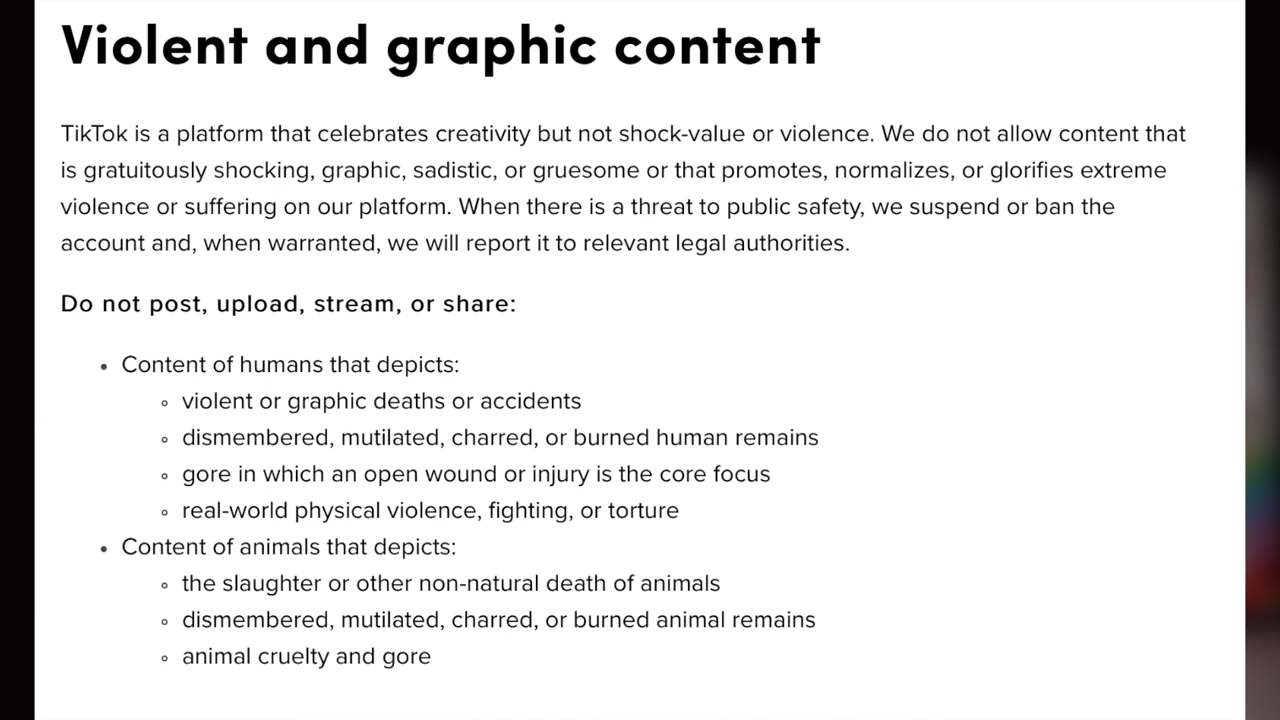 Violent and graphic content
TikTok is a platform that celebrates creativity but not shock-value or violence. We do not allow content that
is gratuitously shocking, graphic, sadistic, or gruesome or that promotes, normalizes, or glorifies extreme
violence or suffering on our platform. When there is a threat to public safety, we suspend or ban the
account and, when warranted, we will report it to relevant legal authorities.
Do not post, upload, stream, or share:
• Content of humans that depicts:
◦ violent or graphic deaths or accidents
◦ dismembered, mutilated, charred, or burned human remains
◦ gore in which an open wound or injury is the core focus
◦ real-world physical violence, fighting, or torture
• Content of animals that depicts:
◦ the slaughter or other non-natural death of animals
◦ dismembered, mutilated, charred, or burned animal remains
◦ animal cruelty and gore